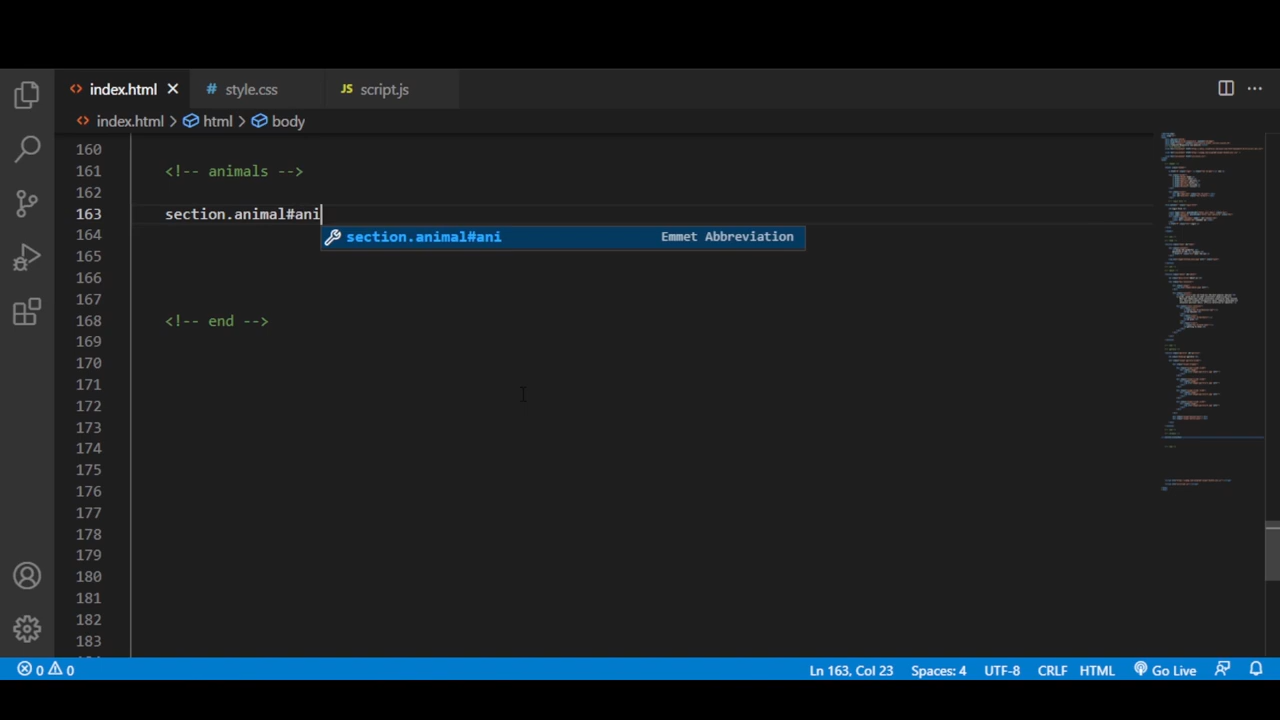 index.html
style.css
JS script.js
index.html > html > body
160
161 <!-- animals -->
162
163 section.animal#ani
section.animal#ani Emmet Abbreviation
164
165
166
167
168 <!-- end -->
169
170
171
172
173
174
175
176
177
178
179
180
181
182
183
0 0
Ln 163, Col 23 Spaces: 4 UTF-8 CRLF HTML Go Live